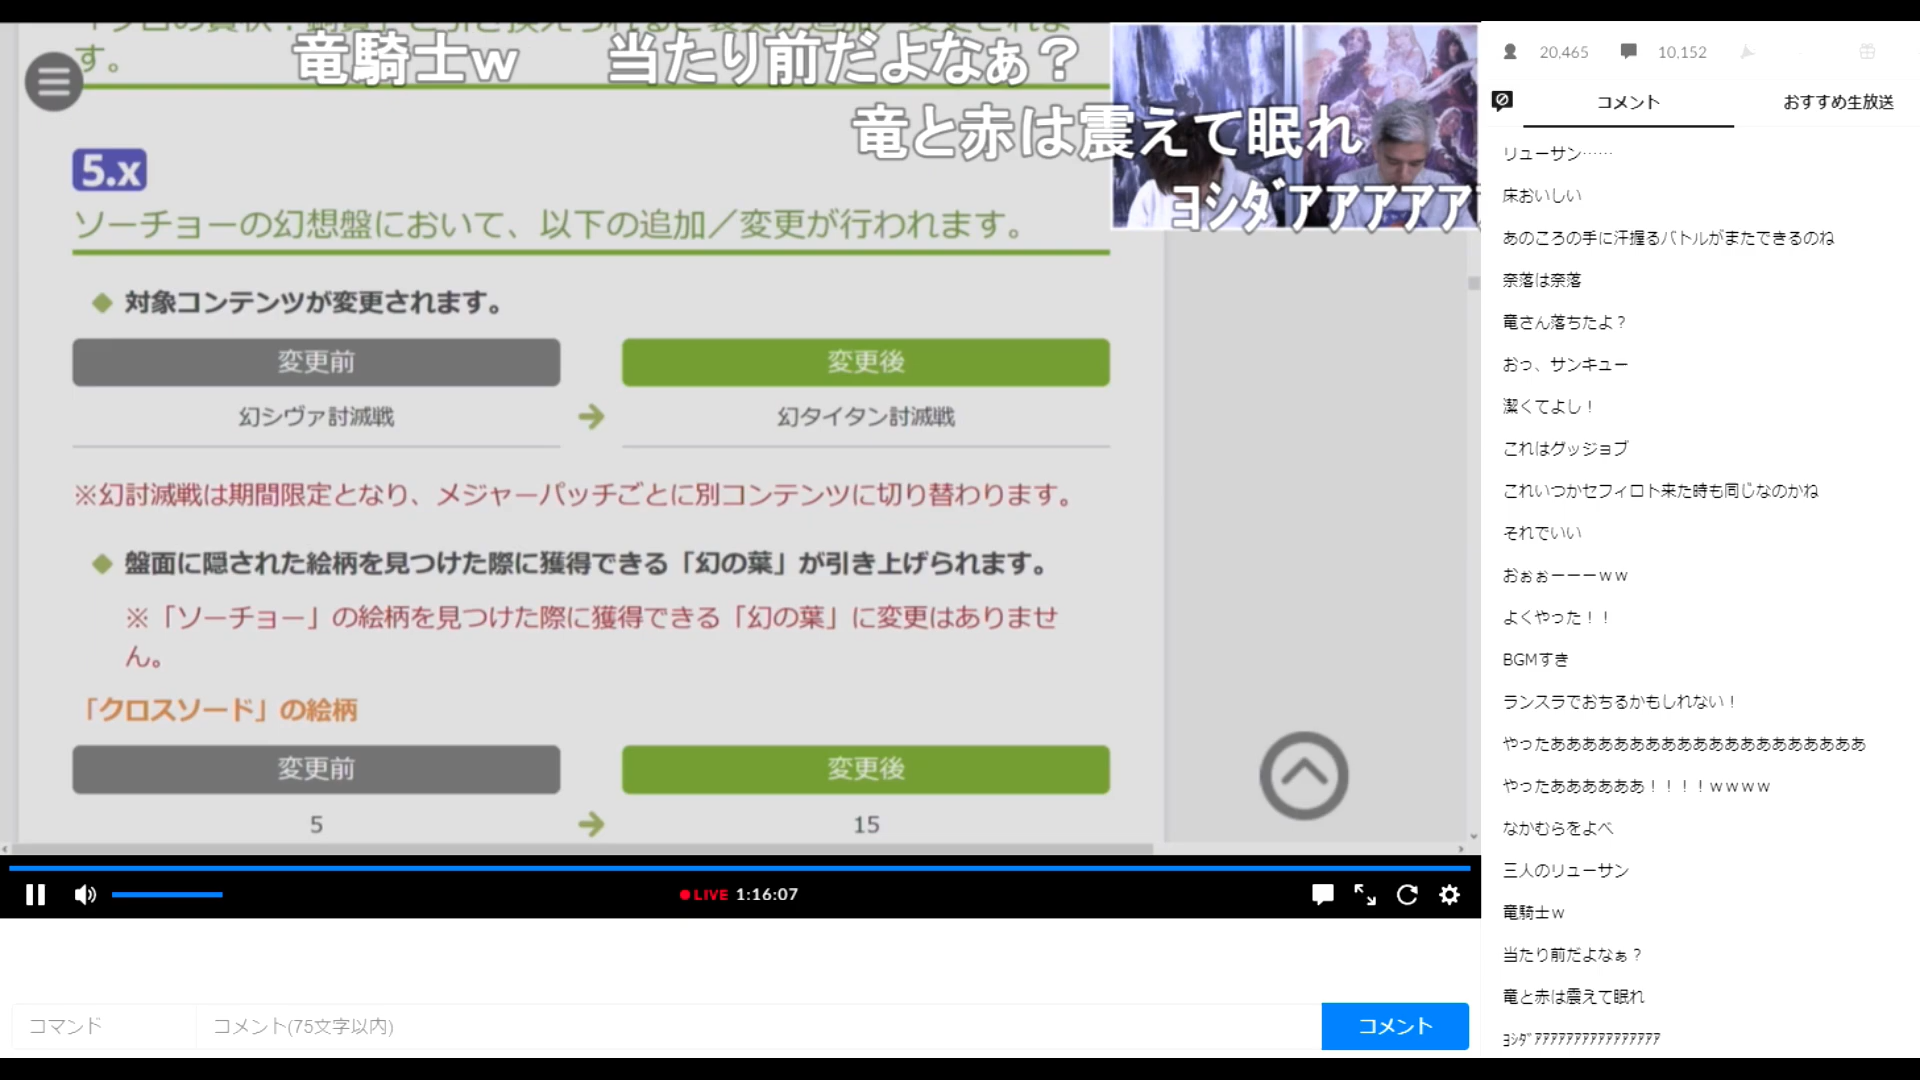 す。
竜騎士w
当たり前だよなぁ？
竜と赤は震えて眠れ
ﾖｼﾀﾞｱｱｱｱｱ
5.x
ソーチョーの幻想盤において、以下の追加／変更が行われます。
対象コンテンツが変更されます。
変更前
変更後
幻シヴァ討滅戦
幻タイタン討滅戦
※幻討滅戦は期間限定となり、メジャーパッチごとに別コンテンツに切り替わります。
盤面に隠された絵柄を見つけた際に獲得できる「幻の葉」が引き上げられます。
※「ソーチョー」の絵柄を見つけた際に獲得できる「幻の葉」に変更はありませ
ん。
「クロスソード」の絵柄
変更前
変更後
5
15
LIVE 1:16:07
コマンド
コメント(75文字以内)
コメント
20,465
10,152
コメント
おすすめ生放送
リューサン……
床おいしい
あのころの手に汗握るバトルがまたできるのね
奈落は奈落
竜さん落ちたよ？
おっ、サンキュー
潔くてよし！
これはグッジョブ
これいつかセフィロト来た時も同じなのかね
それでいい
おぉぉーーーｗｗ
よくやった！！
BGMすき
ランスラでおちるかもしれない！
やったああああああああああああああああああああ
やったああああああ！！！！ｗｗｗｗ
なかむらをよべ
三人のリューサン
竜騎士ｗ
当たり前だよなぁ？
竜と赤は震えて眠れ
ﾖｼﾀﾞｱｱｱｱｱｱｱｱｱｱｱｱｱｱｱｱ